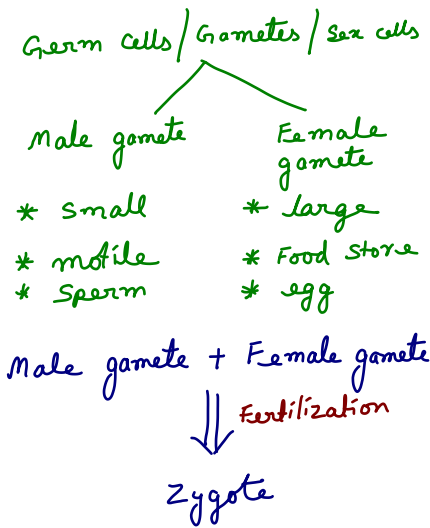 Germ cells / Gametes / Sex cells
Male gamete
* small
* motile
* sperm
Female
gamete
* large
* Food store
* egg
Male gamete + Female gamete
Fertilization
Zygote